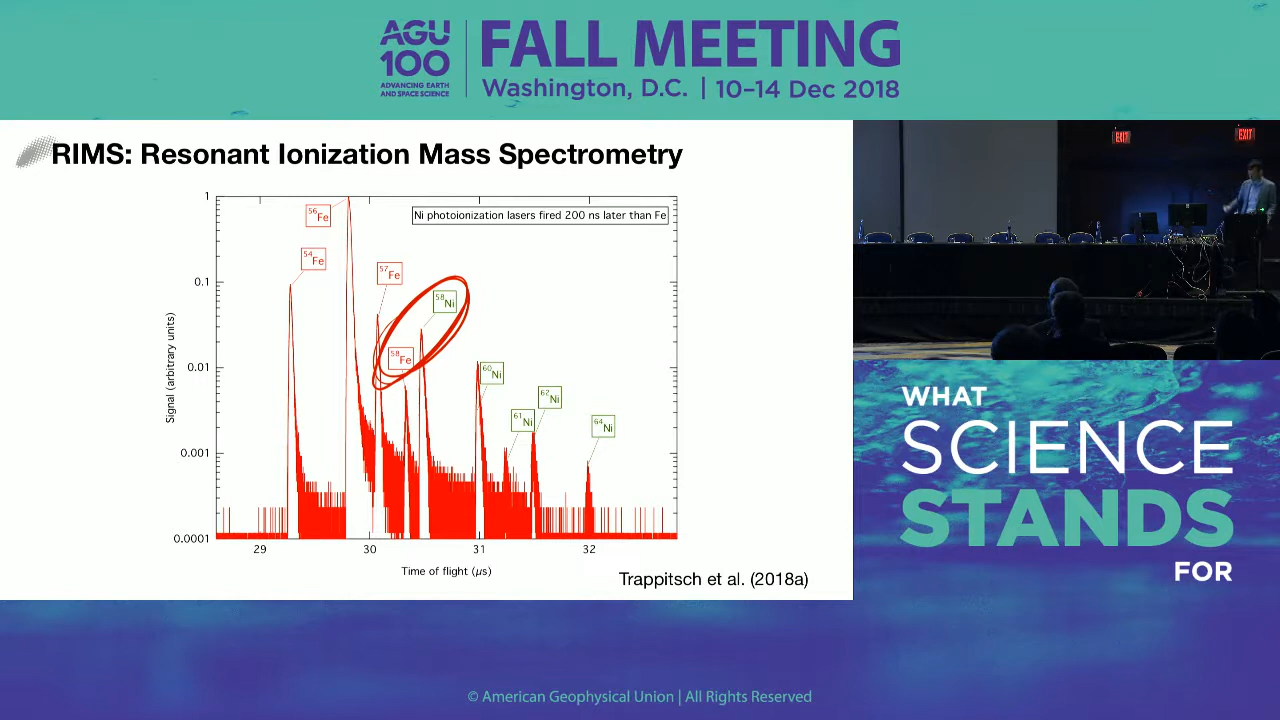 AGU
100
ADVANCING EARTH
AND SPACE SCIENCE
FALL MEETING
Washington, D.C. | 10–14 Dec 2018
RIMS: Resonant Ionization Mass Spectrometry
Ni photoionization lasers fired 200 ns later than Fe
1
0.1
0.01
0.001
0.0001
Signal (arbitrary units)
54Fe
56Fe
57Fe
58Ni
58Fe
60Ni
61Ni
62Ni
64Ni
29
30
31
32
Time of flight (µs)
Trappitsch et al. (2018a)
EXIT
EXIT
WHAT
SCIENCE
STANDS
FOR
© American Geophysical Union | All Rights Reserved